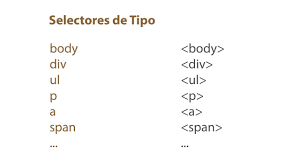 Selectores de Tipo
body <body>
div <div>
ul <ul>
p <p>
a <a>
span <span>
... ...